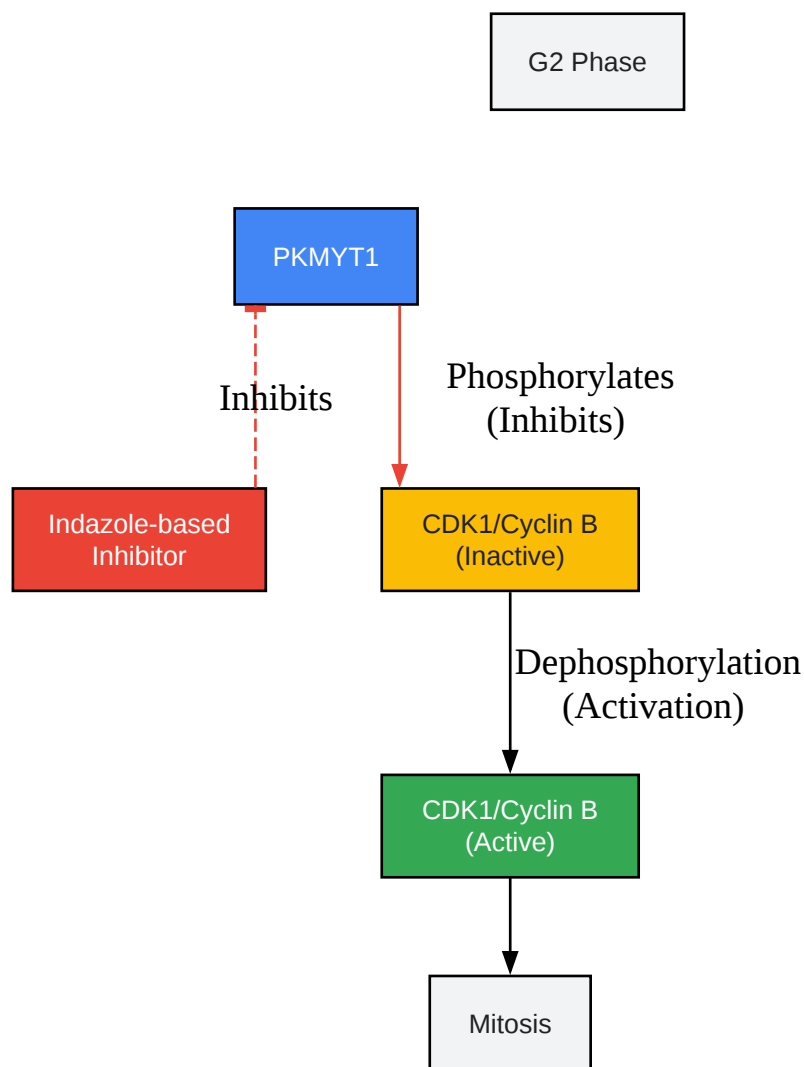 G2 Phase
PKMYT1
Inhibits
Phosphorylates
(Inhibits)
Indazole-based
Inhibitor
CDK1/Cyclin B
(Inactive)
Dephosphorylation
(Activation)
CDK1/Cyclin B
(Active)
Mitosis